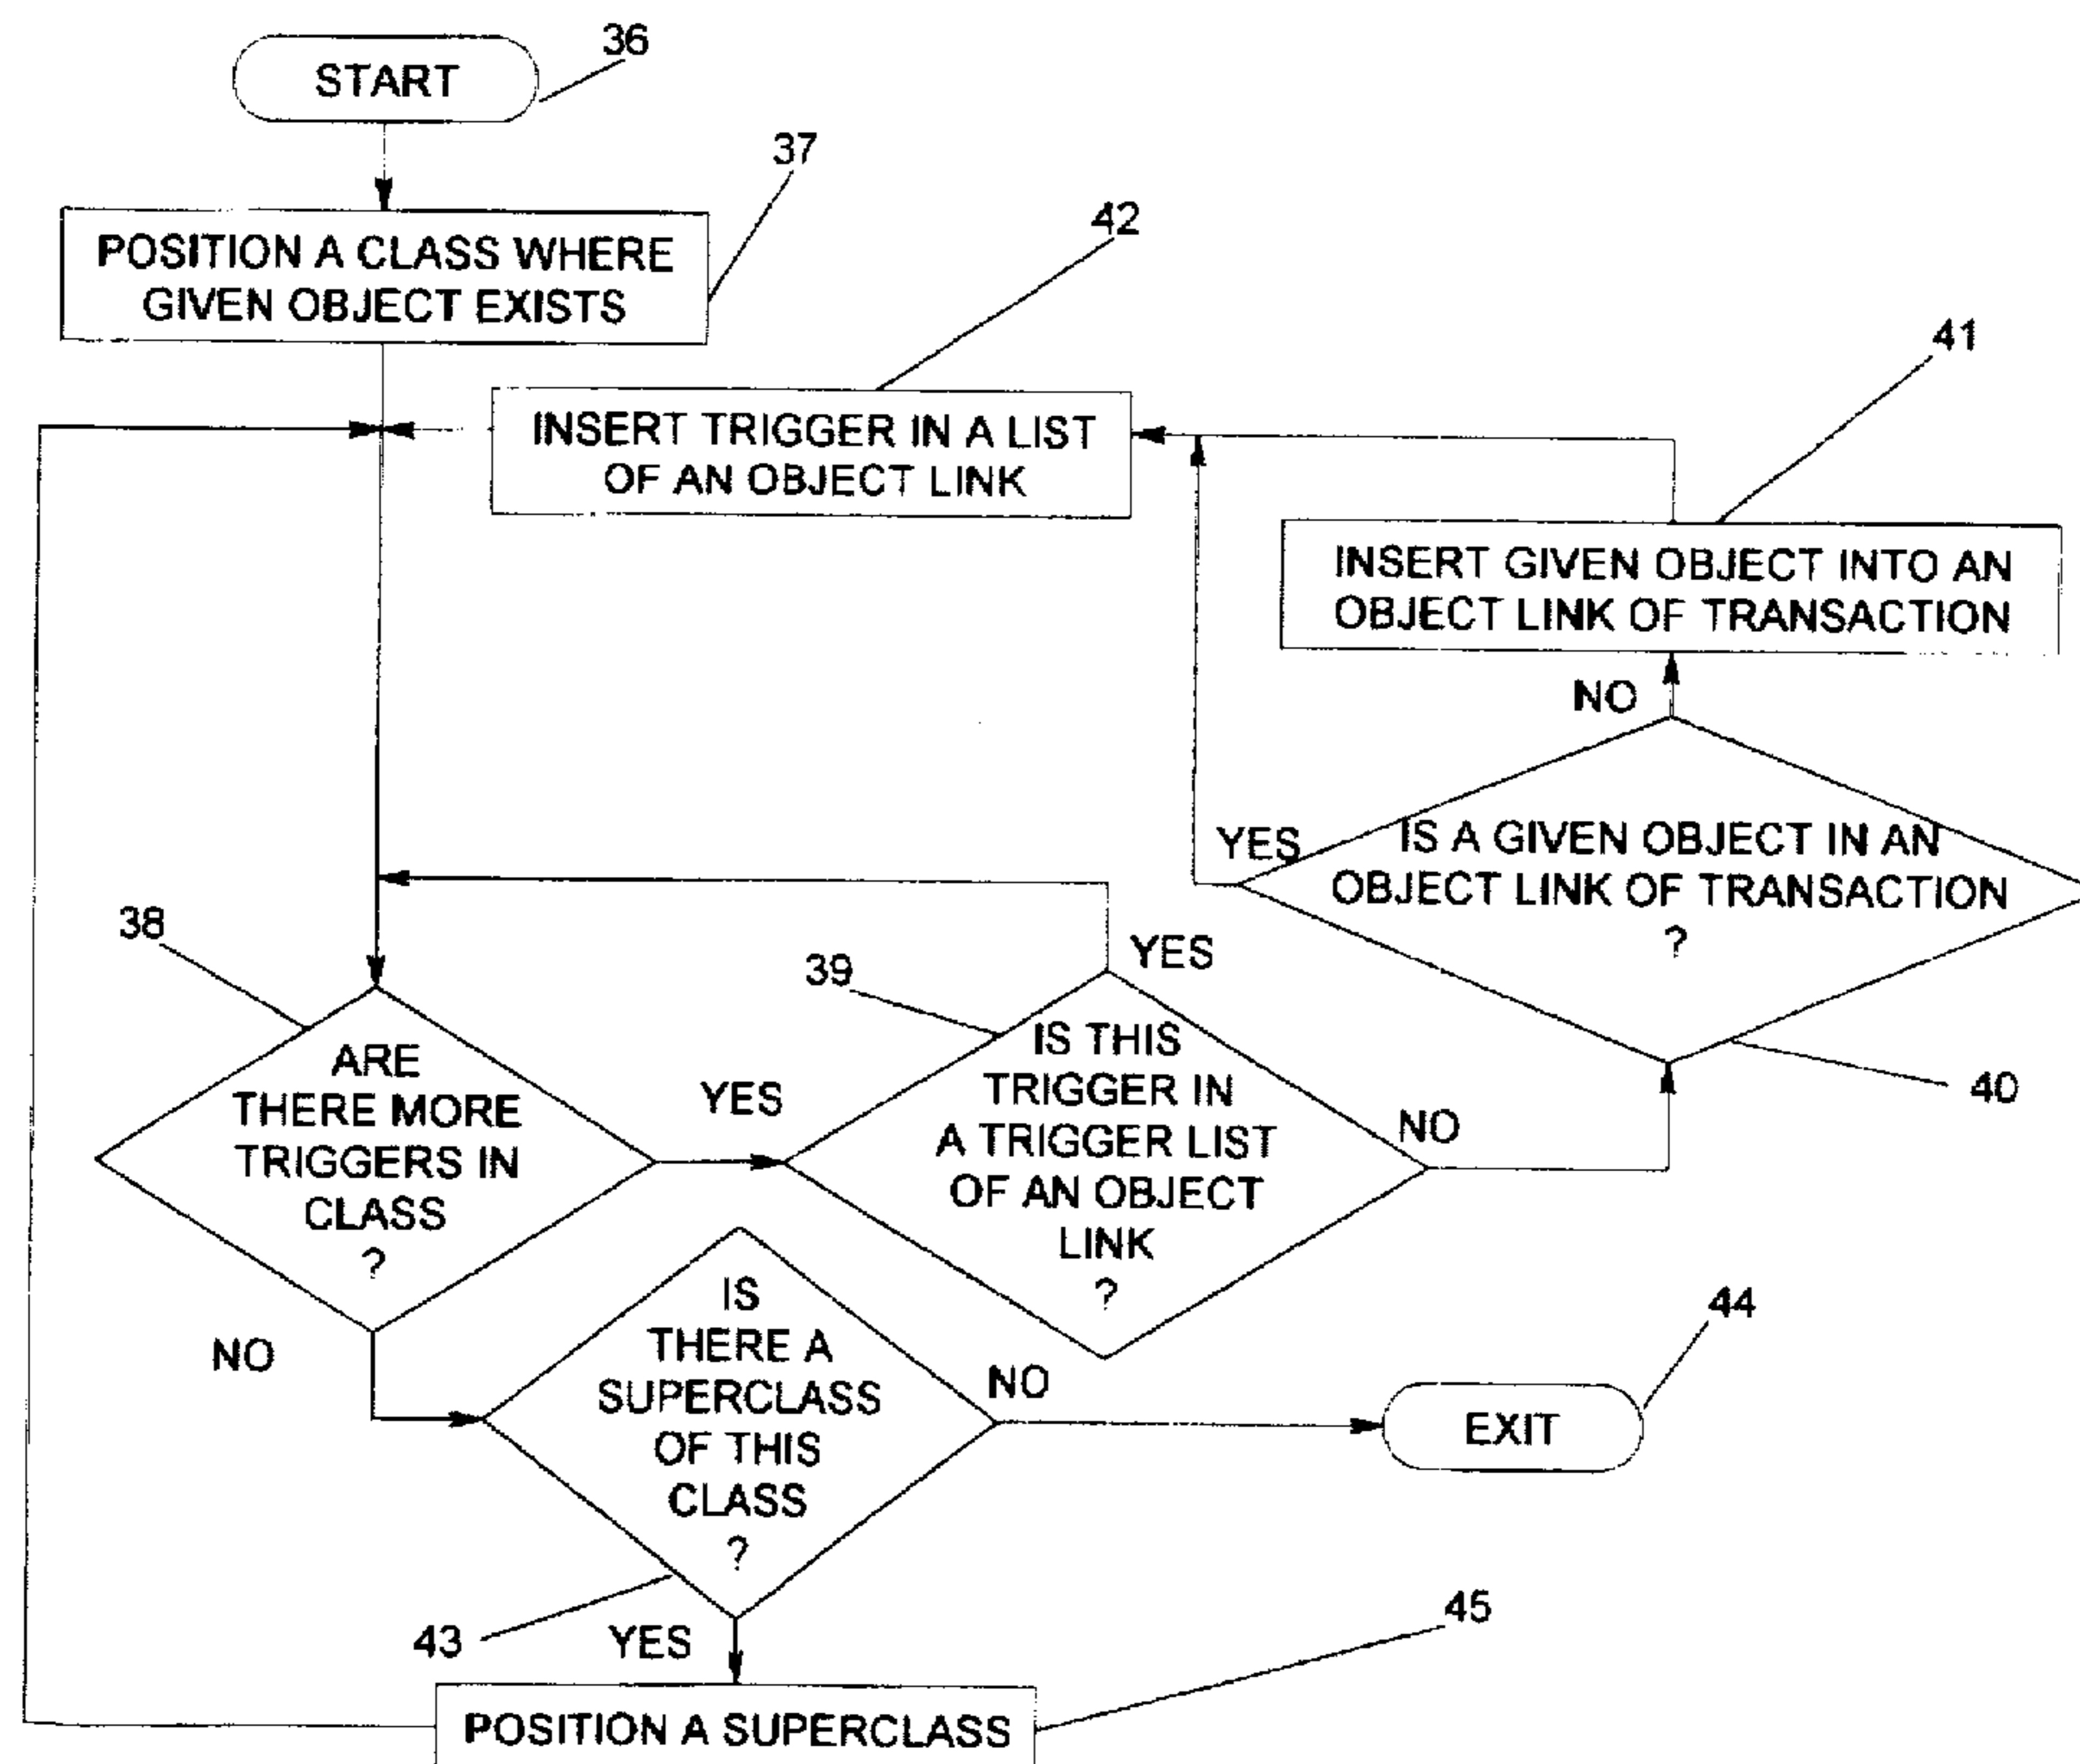 36
START
37
POSITION A CLASS WHERE
GIVEN OBJECT EXISTS
42
INSERT TRIGGER IN A LIST
OF AN OBJECT LINK
41
INSERT GIVEN OBJECT INTO AN
OBJECT LINK OF TRANSACTION
NO
YES
IS A GIVEN OBJECT IN AN
OBJECT LINK OF TRANSACTION
?
40
38
ARE
THERE MORE
TRIGGERS IN
CLASS
?
YES
39
YES
IS THIS
TRIGGER IN
A TRIGGER LIST
OF AN OBJECT
LINK
?
NO
NO
IS
THERE A
SUPERCLASS
OF THIS
CLASS
?
NO
44
EXIT
43
YES
45
POSITION A SUPERCLASS